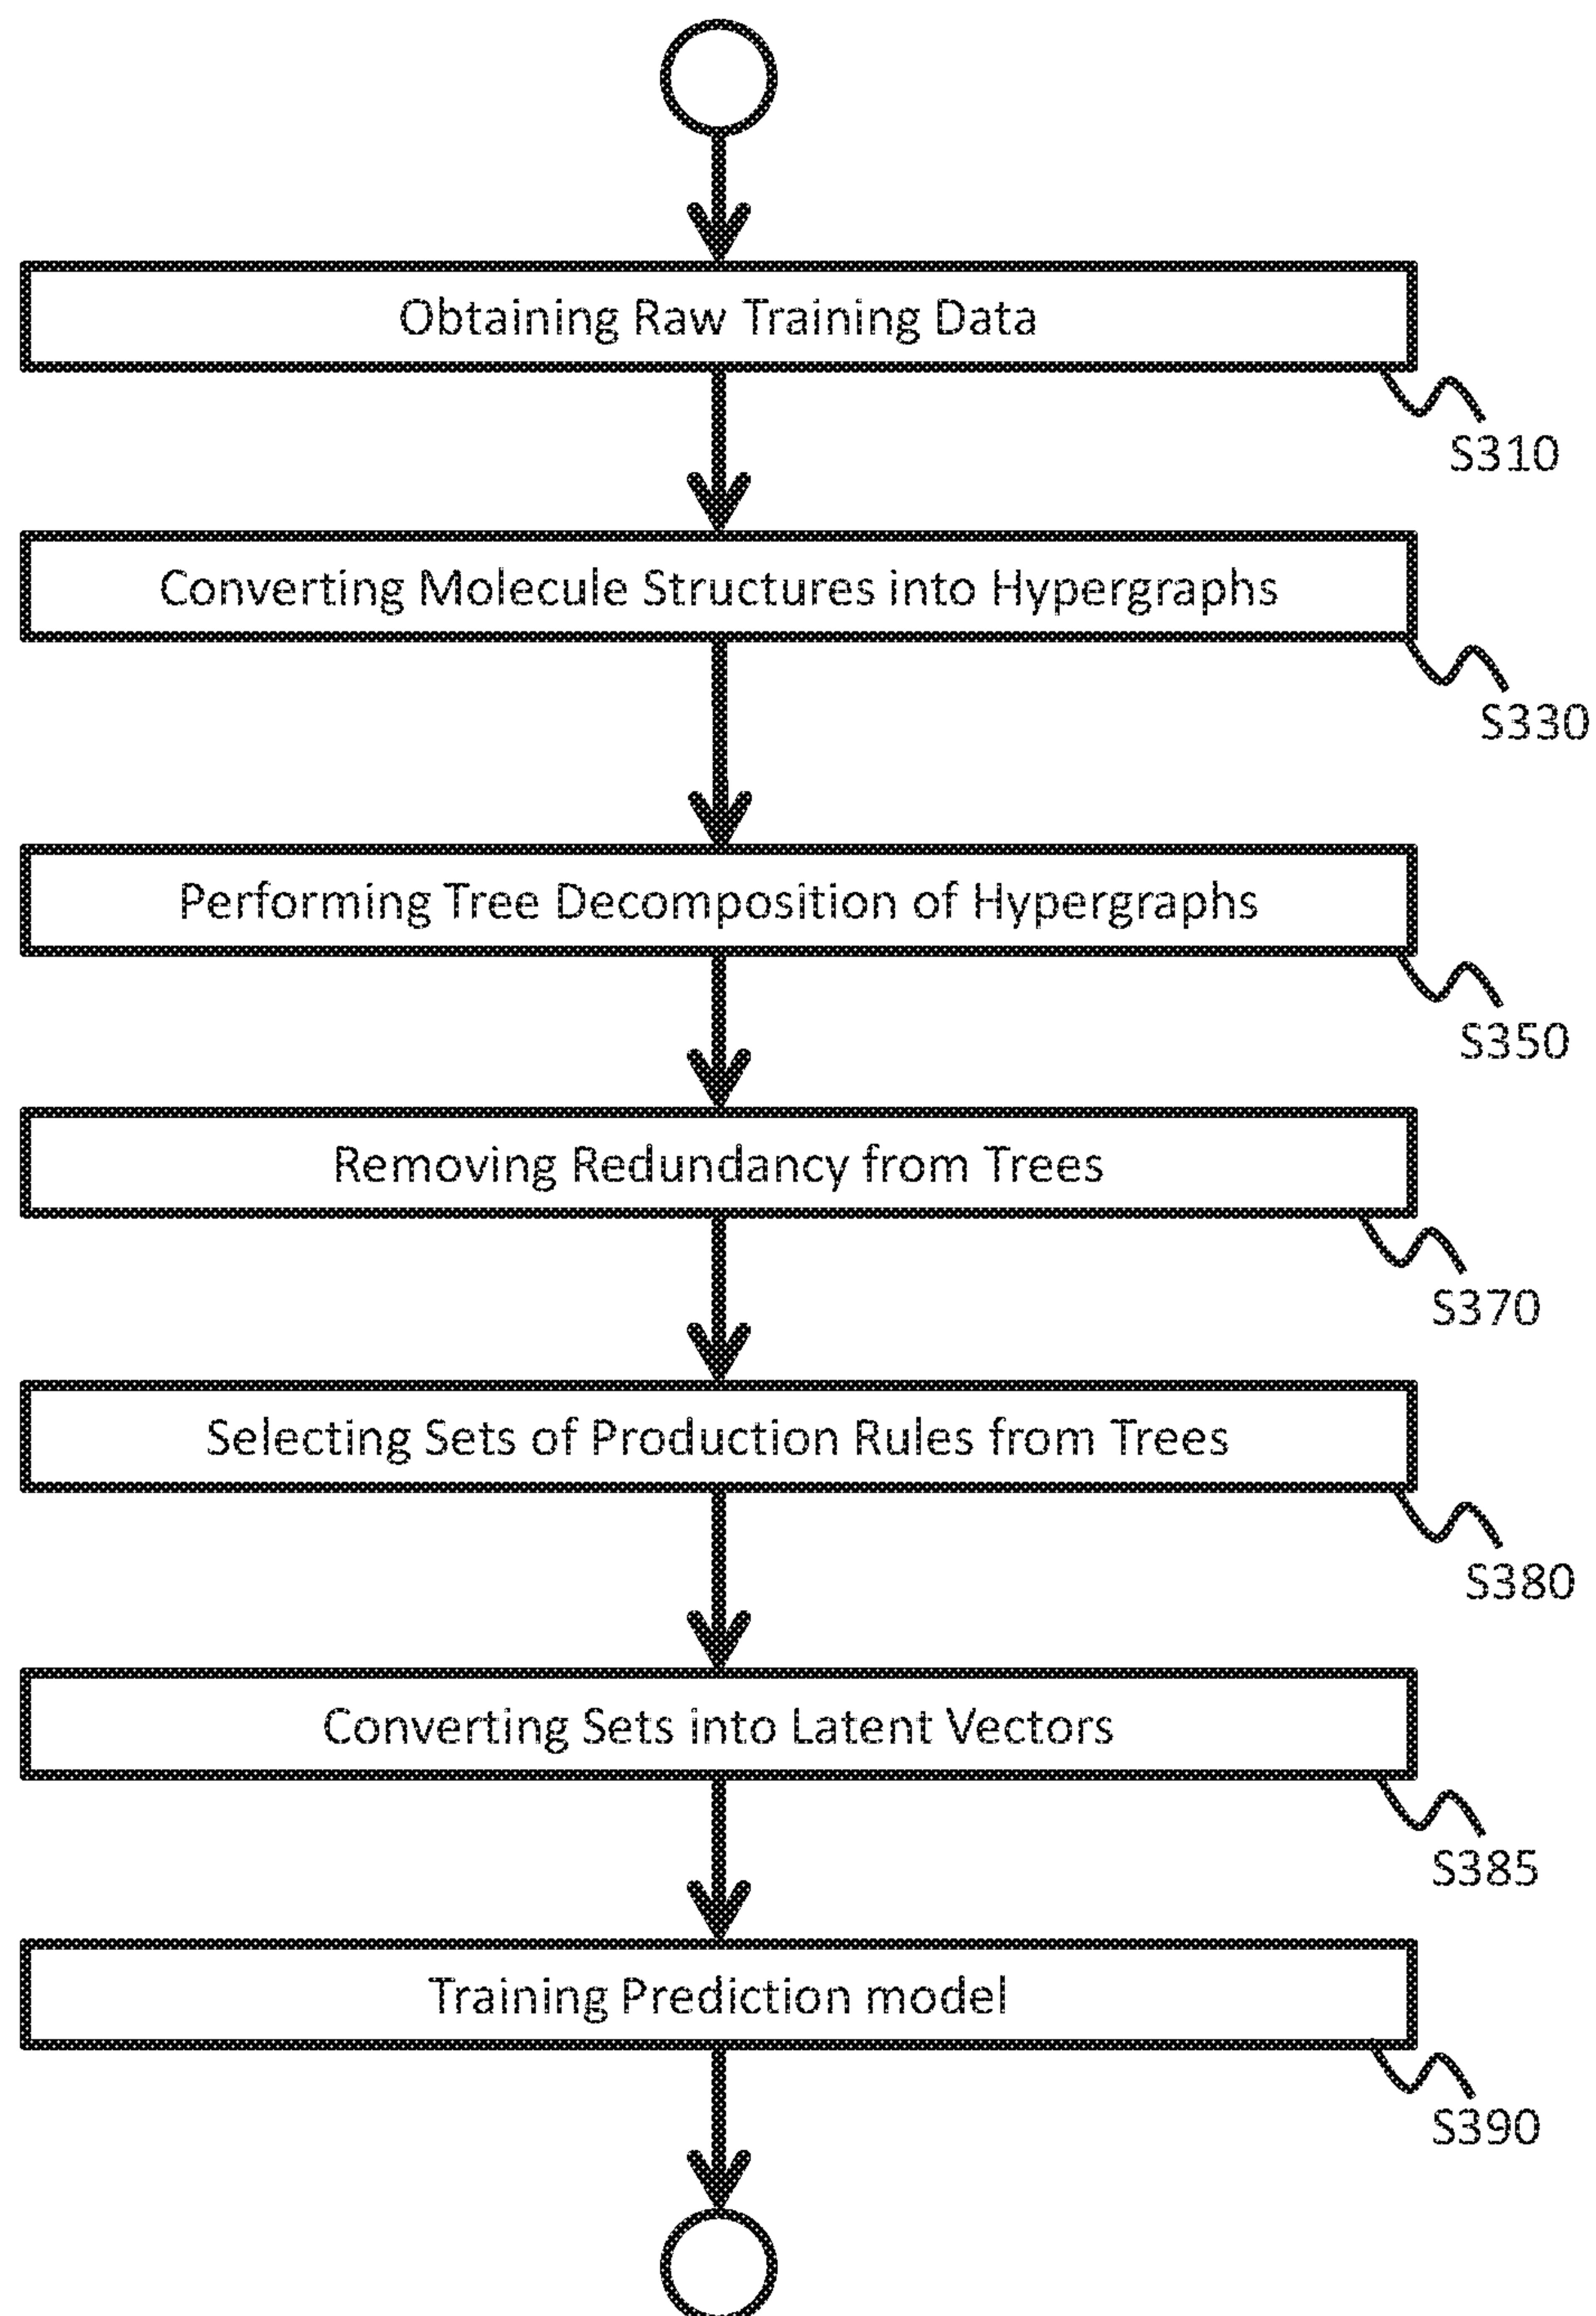 Obtaining Raw Training Data
S310
Converting Molecule Structures into Hypergraphs
S330
Performing Tree Decomposition of Hypergraphs
S350
Removing Redundancy from Trees
S370
Selecting Sets of Production Rules from Trees
S380
Converting Sets into Latent Vectors
S385
Training Prediction model
S390